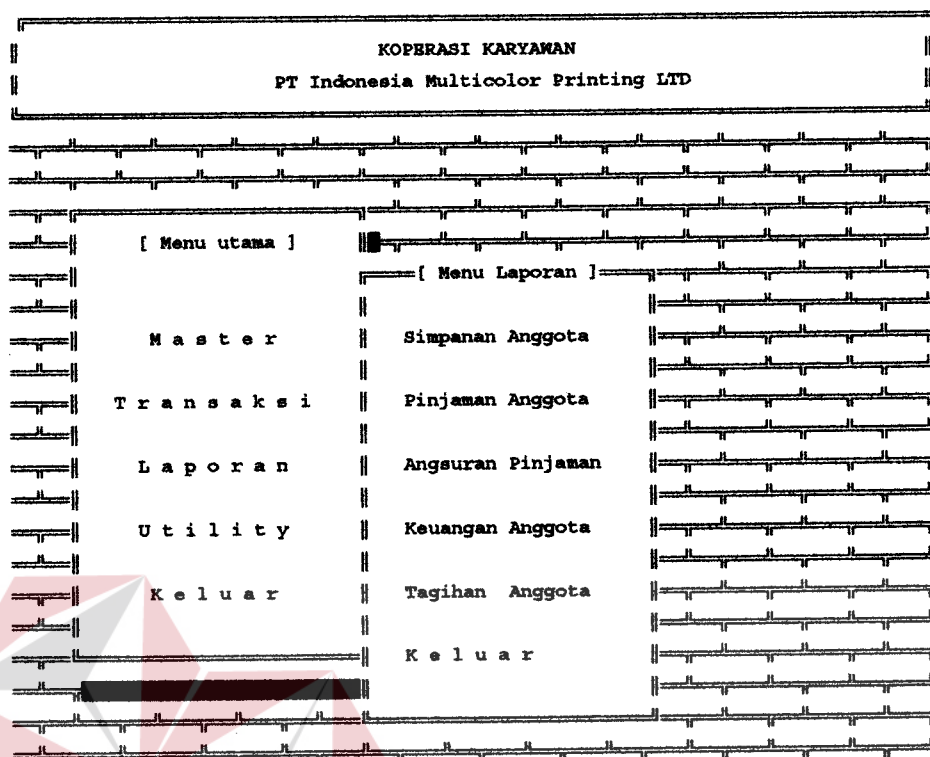 KOPERASI KARYAWAN
PT Indonesia Multicolor Printing LTD
[ Menu utama ]
M a s t e r
T r a n s a k s i
L a p o r a n
U t i l i t y
K e l u a r
[ Menu Laporan ]
Simpanan Anggota
Pinjaman Anggota
Angsuran Pinjaman
Keuangan Anggota
Tagihan Anggota
K e l u a r